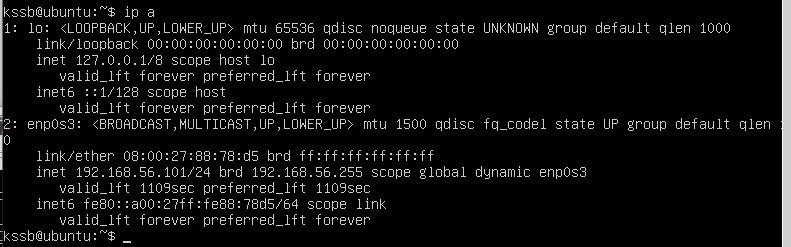 kssb@ubuntu:~$ ip a
1: lo: <LOOPBACK,UP,LOWER_UP> mtu 65536 qdisc noqueue state UNKNOWN group default qlen 1000
    link/loopback 00:00:00:00:00:00 brd 00:00:00:00:00:00
    inet 127.0.0.1/8 scope host lo
       valid_lft forever preferred_lft forever
    inet6 ::1/128 scope host
       valid_lft forever preferred_lft forever
2: enp0s3: <BROADCAST,MULTICAST,UP,LOWER_UP> mtu 1500 qdisc fq_codel state UP group default qlen 
0
    link/ether 08:00:27:88:78:d5 brd ff:ff:ff:ff:ff:ff
    inet 192.168.56.101/24 brd 192.168.56.255 scope global dynamic enp0s3
       valid_lft 1109sec preferred_lft 1109sec
    inet6 fe80::a00:27ff:fe88:78d5/64 scope link
       valid_lft forever preferred_lft forever
kssb@ubuntu:~$ _